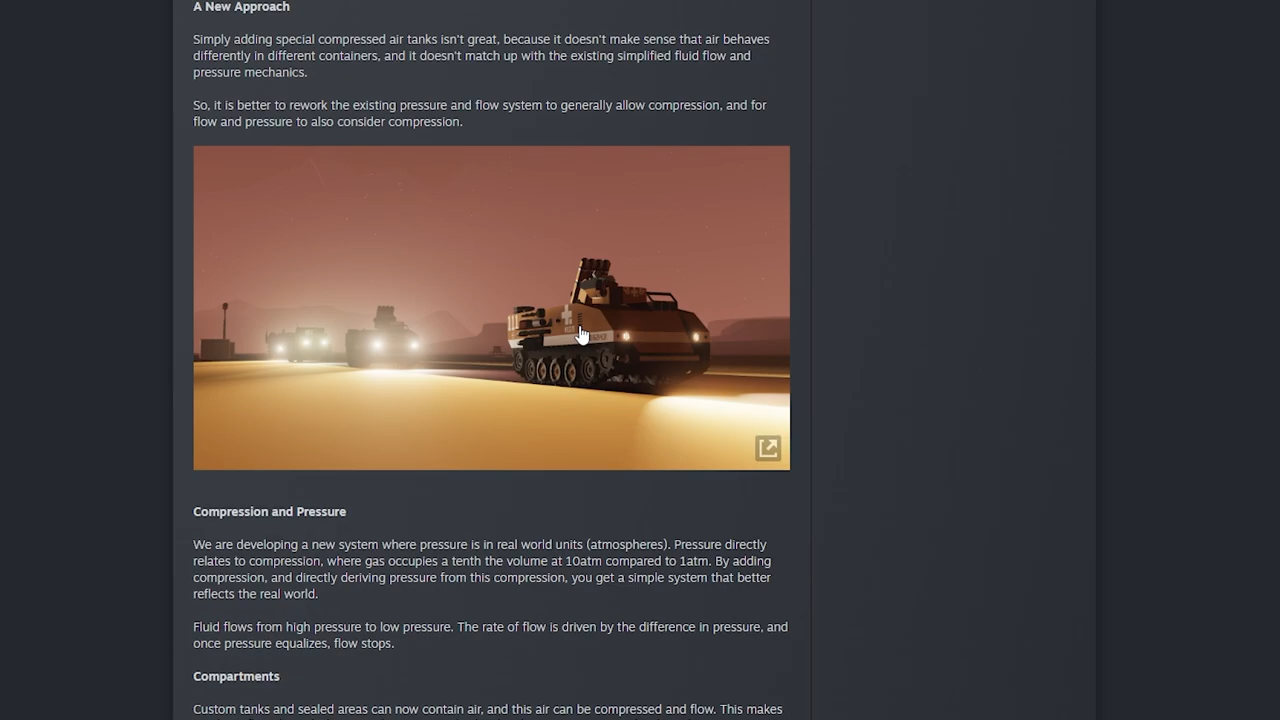 A New Approach
Simply adding special compressed air tanks isn't great, because it doesn't make sense that air behaves
differently in different containers, and it doesn't match up with the existing simplified fluid flow and
pressure mechanics.
So, it is better to rework the existing pressure and flow system to generally allow compression, and for
flow and pressure to also consider compression.
Compression and Pressure
We are developing a new system where pressure is in real world units (atmospheres). Pressure directly
relates to compression, where gas occupies a tenth the volume at 10atm compared to 1atm. By adding
compression, and directly deriving pressure from this compression, you get a simple system that better
reflects the real world.
Fluid flows from high pressure to low pressure. The rate of flow is driven by the difference in pressure, and
once pressure equalizes, flow stops.
Compartments
Custom tanks and sealed areas can now contain air, and this air can be compressed and flow. This makes